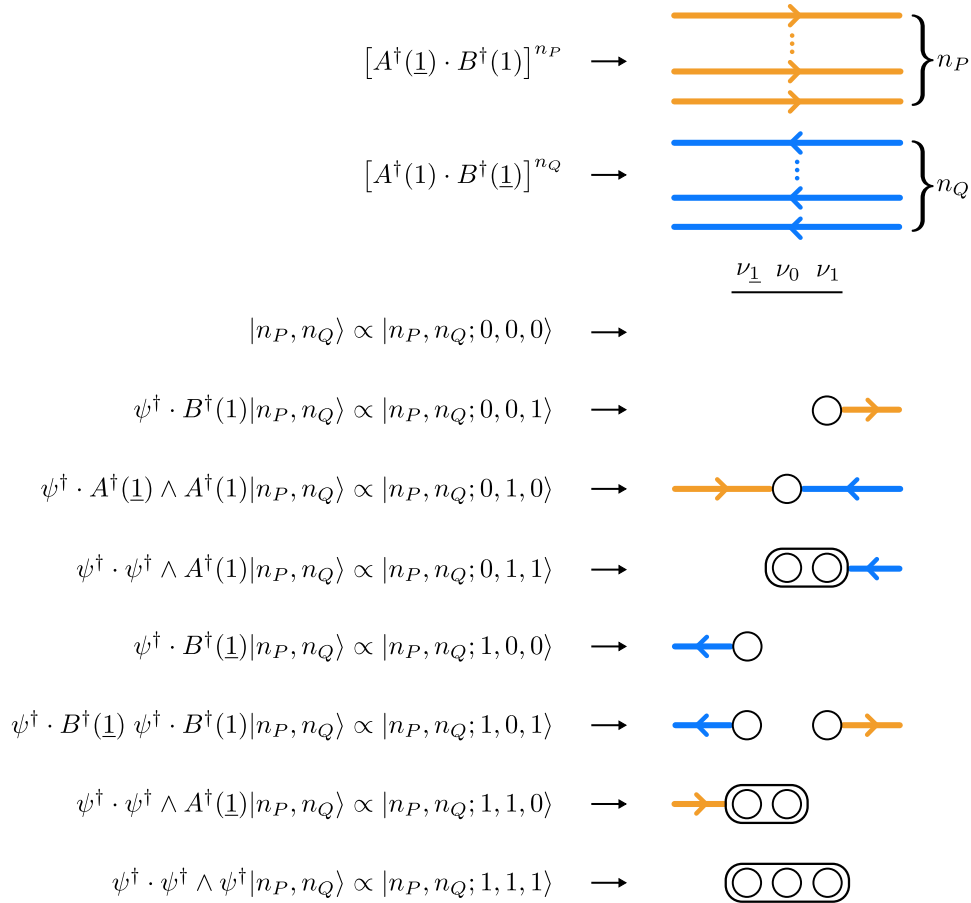 [A†(1̲) · B†(1)]^{n_P} → n_P
[A†(1) · B†(1̲)]^{n_Q} → n_Q
ν_{1̲} ν_0 ν_1
|n_P, n_Q⟩ ∝ |n_P, n_Q; 0, 0, 0⟩ →
ψ† · B†(1)|n_P, n_Q⟩ ∝ |n_P, n_Q; 0, 0, 1⟩ →
ψ† · A†(1̲) ∧ A†(1)|n_P, n_Q⟩ ∝ |n_P, n_Q; 0, 1, 0⟩ →
ψ† · ψ† ∧ A†(1)|n_P, n_Q⟩ ∝ |n_P, n_Q; 0, 1, 1⟩ →
ψ† · B†(1̲)|n_P, n_Q⟩ ∝ |n_P, n_Q; 1, 0, 0⟩ →
ψ† · B†(1̲) ψ† · B†(1)|n_P, n_Q⟩ ∝ |n_P, n_Q; 1, 0, 1⟩ →
ψ† · ψ† ∧ A†(1̲)|n_P, n_Q⟩ ∝ |n_P, n_Q; 1, 1, 0⟩ →
ψ† · ψ† ∧ ψ†|n_P, n_Q⟩ ∝ |n_P, n_Q; 1, 1, 1⟩ →